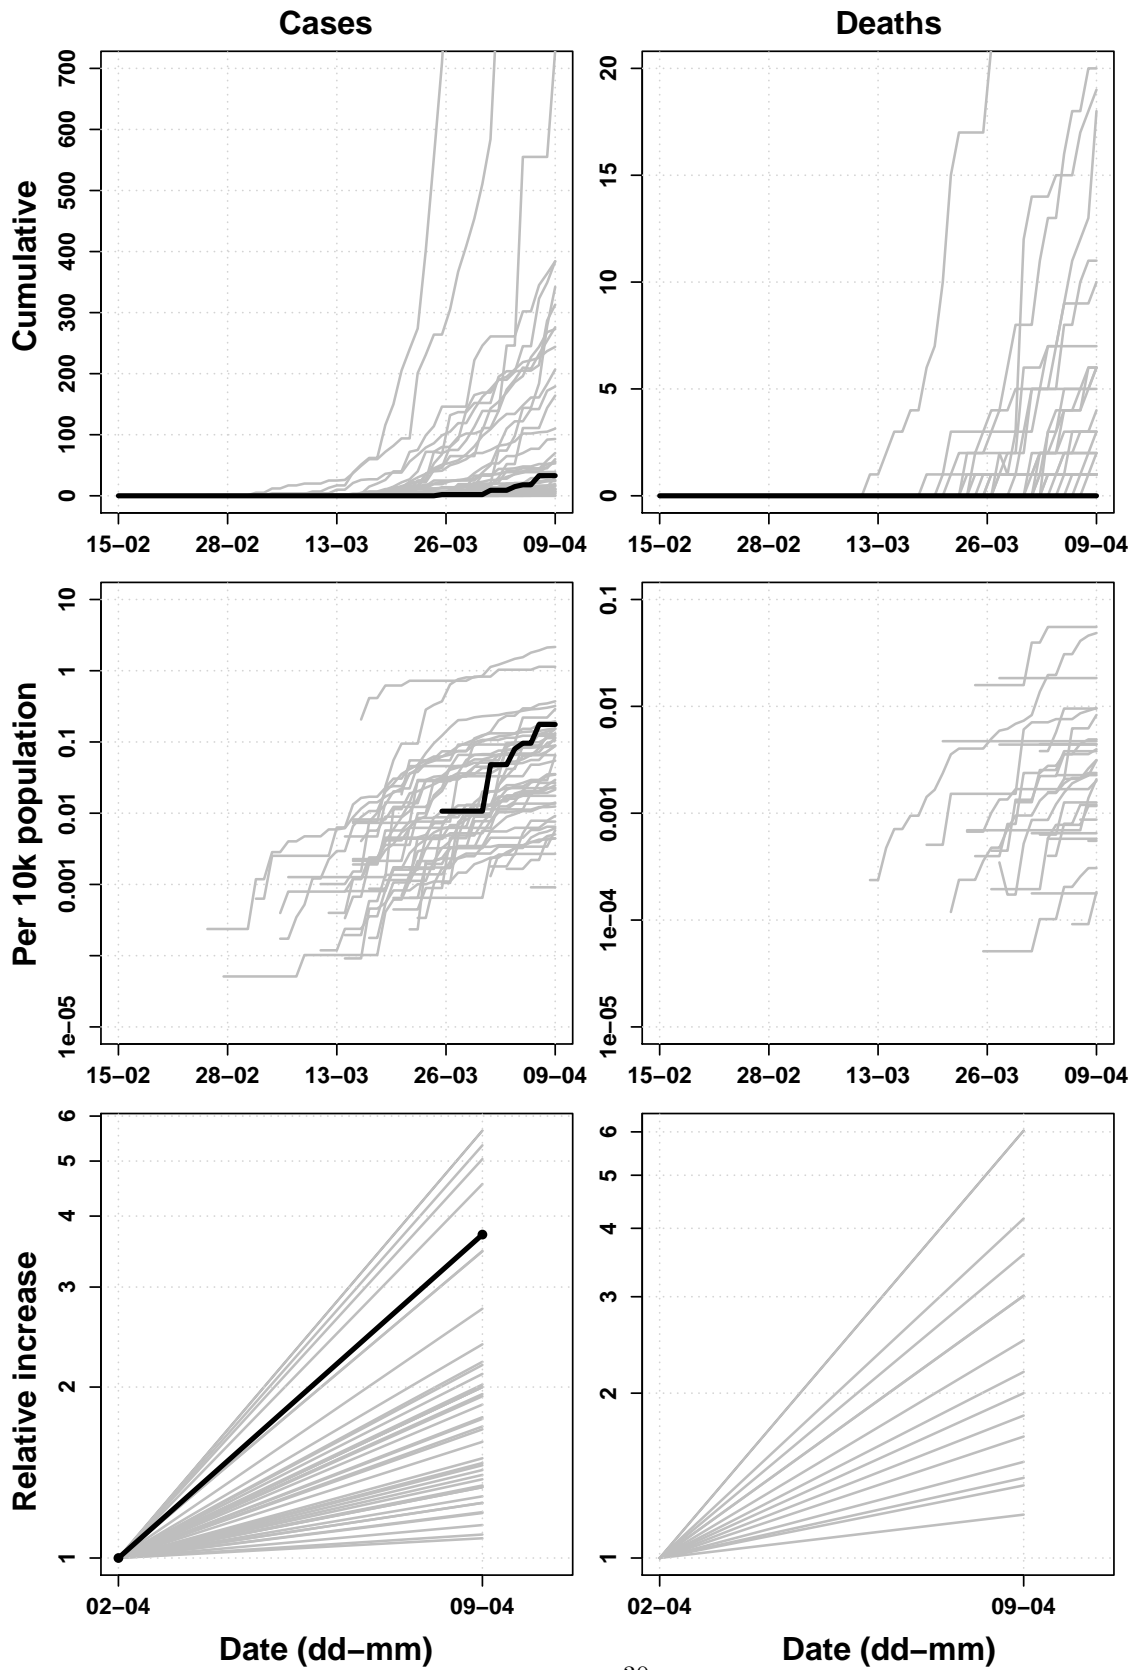 Cases
Deaths
Cumulative
700
600
500
400
300
200
100
0
15–02 28–02 13–03 26–03 09–04
20
15
10
5
0
15–02 28–02 13–03 26–03 09–04
Per 10k population
10
1
0.1
0.01
0.001
1e–05
15–02 28–02 13–03 26–03 09–04
0.1
0.01
0.001
1e–04
1e–05
15–02 28–02 13–03 26–03 09–04
Relative increase
6
5
4
3
2
1
02–04 09–04
Date (dd–mm)
6
5
4
3
2
1
02–04 09–04
Date (dd–mm)